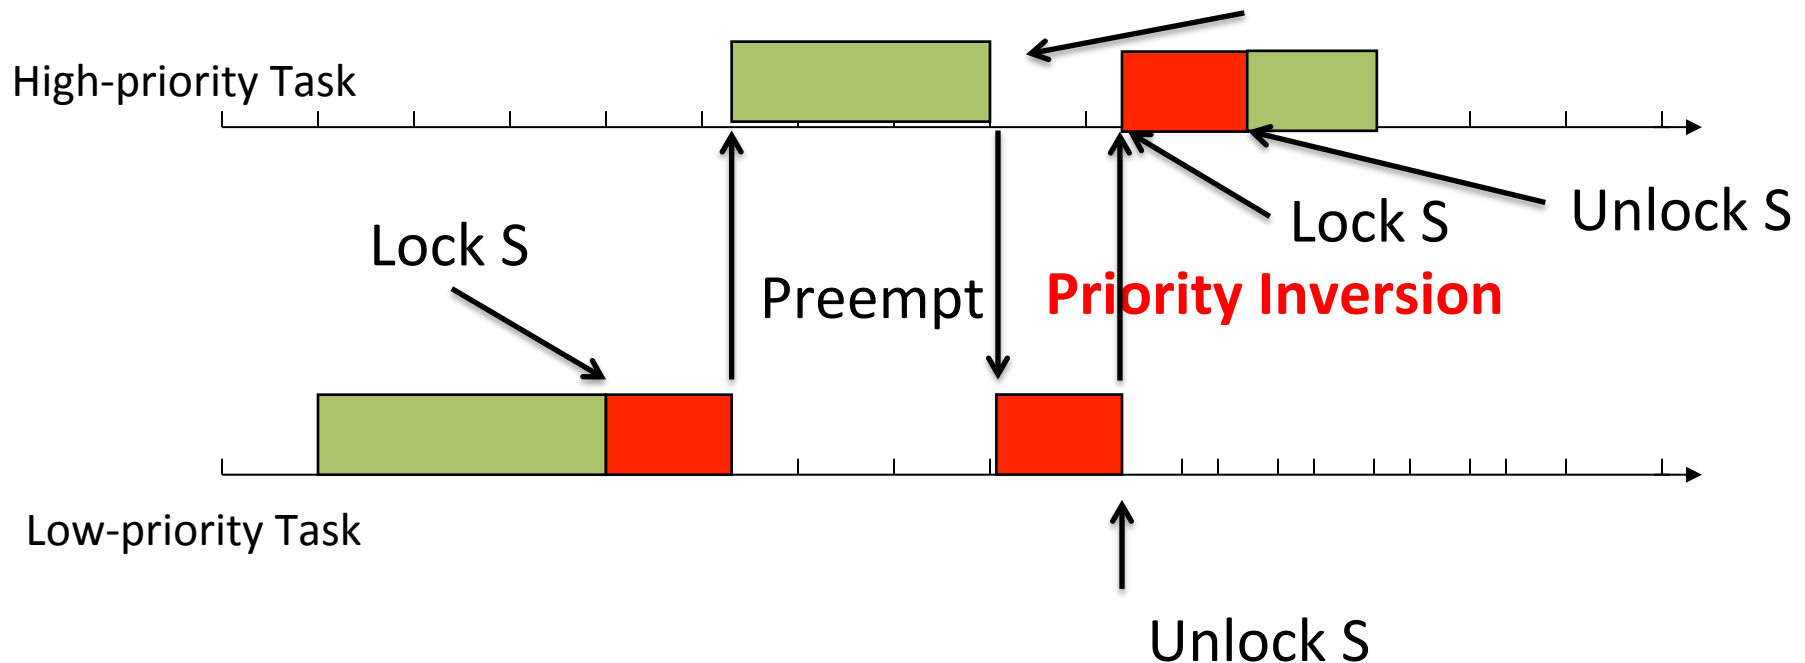 High-priority Task
Lock S
Unlock S
Lock S
Preempt
Priority Inversion
Low-priority Task
Unlock S